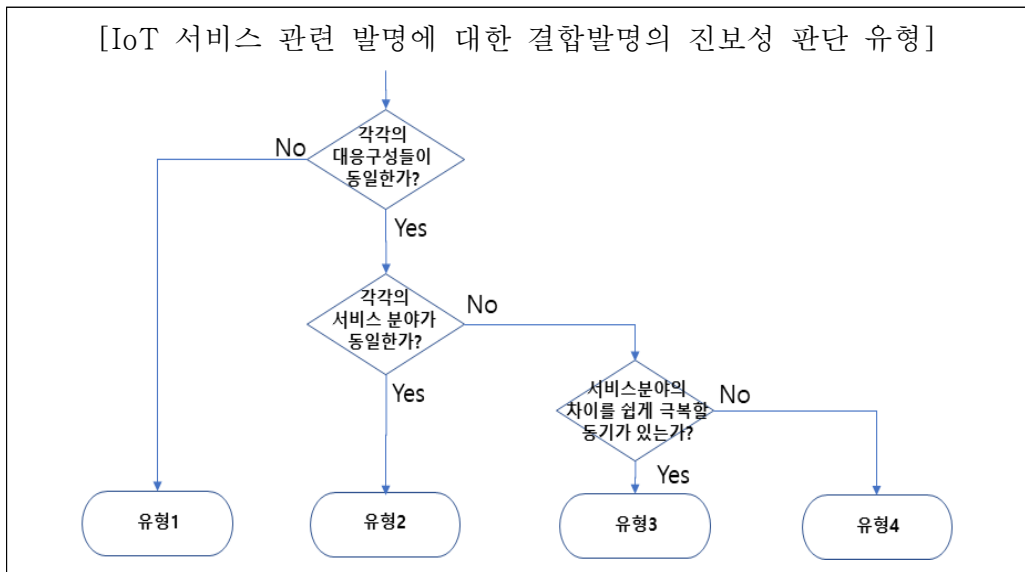 [IoT 서비스 관련 발명에 대한 결합발명의 진보성 판단 유형]
각각의
대응구성들이
동일한가?
No
Yes
각각의
서비스 분야가
동일한가?
No
Yes
서비스분야의
차이를 쉽게 극복할
동기가 있는가?
No
Yes
유형1
유형2
유형3
유형4